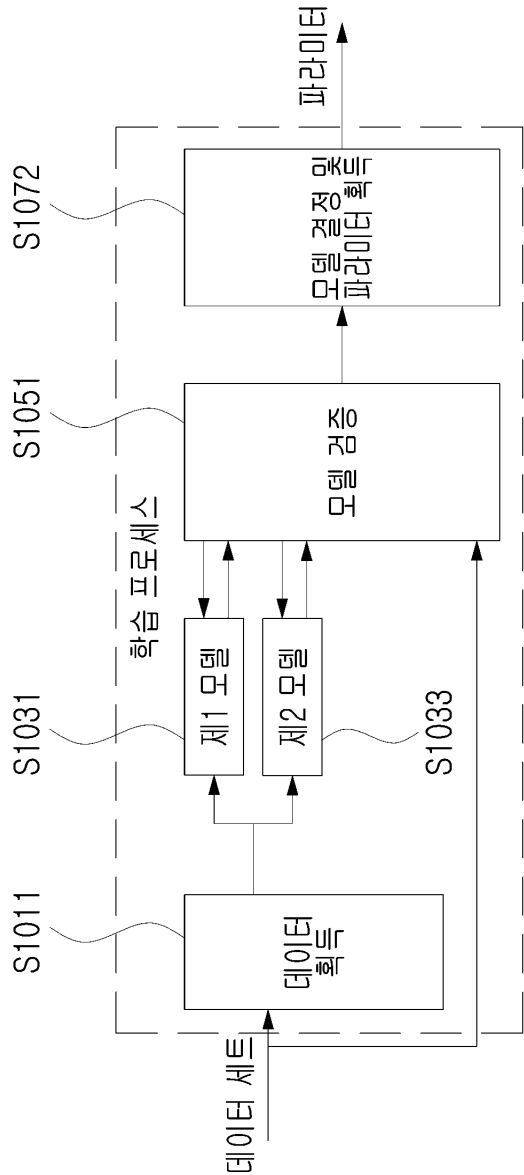 데이터 세트
S1011
데이터
획득
학습 프로세스
S1031
제1 모델
제2 모델
S1033
S1051
모델 검증
S1072
모델 결정 및
파라미터 획득
파라미터